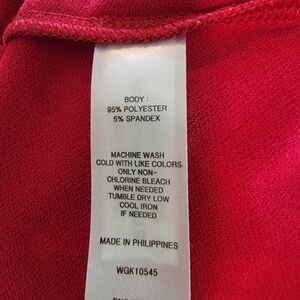 BODY :
95% POLYESTER
5% SPANDEX
MACHINE WASH
COLD WITH LIKE COLORS
ONLY NON-
CHLORINE BLEACH
WHEN NEEDED
TUMBLE DRY LOW
COOL IRON
IF NEEDED
MADE IN PHILIPPINES
WGK10545